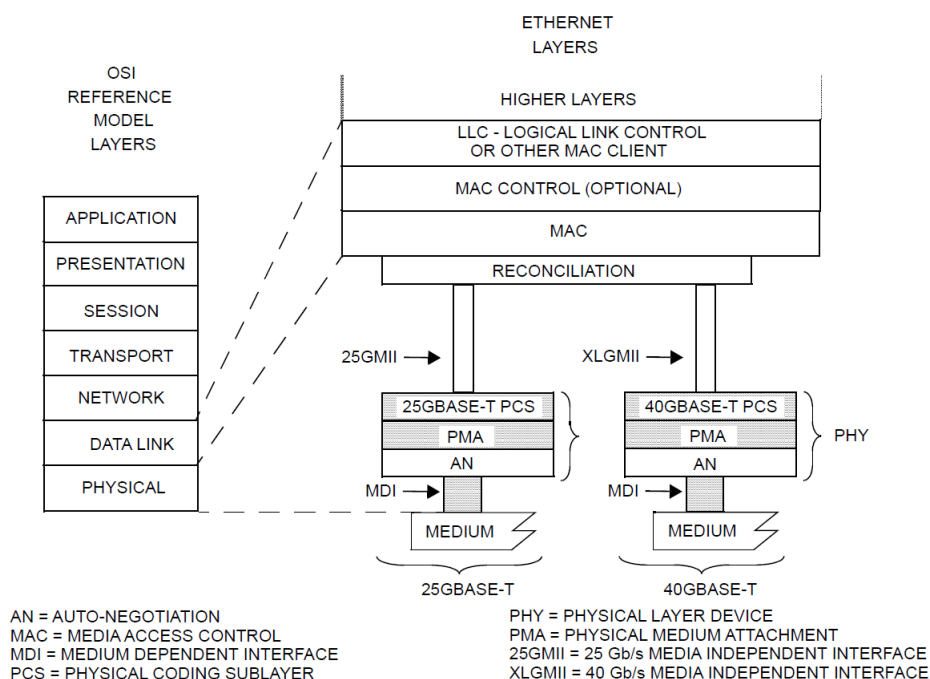 ETHERNET
LAYERS
OSI
REFERENCE
MODEL
LAYERS
HIGHER LAYERS
LLC - LOGICAL LINK CONTROL
OR OTHER MAC CLIENT
MAC CONTROL (OPTIONAL)
MAC
RECONCILIATION
APPLICATION
PRESENTATION
SESSION
TRANSPORT
NETWORK
DATA LINK
PHYSICAL
25GMII
XLGMII
25GBASE-T PCS
PMA
AN
40GBASE-T PCS
PMA
AN
PHY
MDI
MDI
MEDIUM
MEDIUM
25GBASE-T
40GBASE-T
AN = AUTO-NEGOTIATION
MAC = MEDIA ACCESS CONTROL
MDI = MEDIUM DEPENDENT INTERFACE
PCS = PHYSICAL CODING SUBLAYER
PHY = PHYSICAL LAYER DEVICE
PMA = PHYSICAL MEDIUM ATTACHMENT
25GMII = 25 Gb/s MEDIA INDEPENDENT INTERFACE
XLGMII = 40 Gb/s MEDIA INDEPENDENT INTERFACE